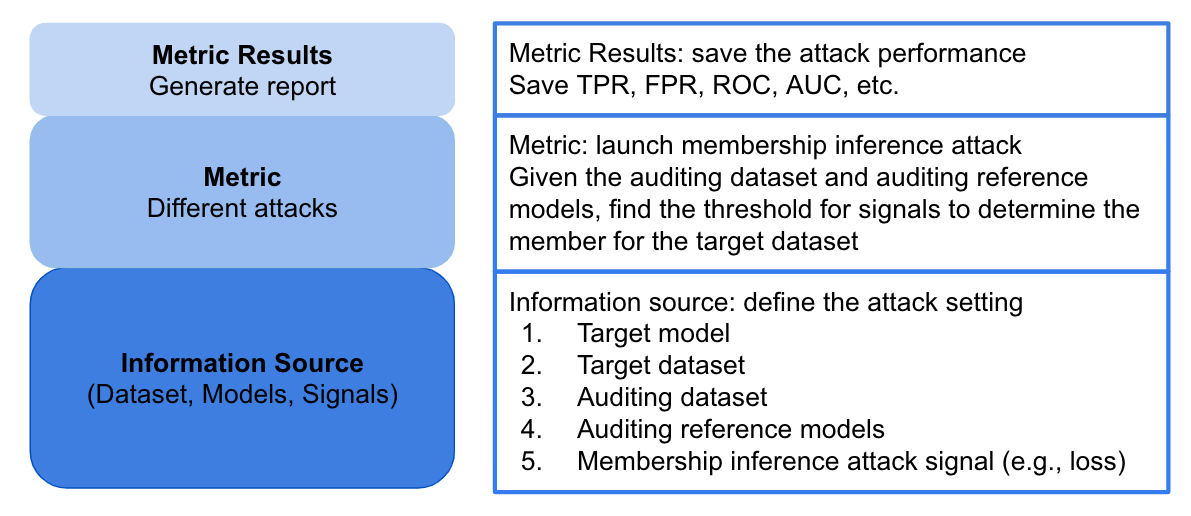 Metric Results
Generate report
Metric
Different attacks
Information Source
(Dataset, Models, Signals)
Metric Results: save the attack performance
Save TPR, FPR, ROC, AUC, etc.
Metric: launch membership inference attack
Given the auditing dataset and auditing reference
models, find the threshold for signals to determine the
member for the target dataset
Information source: define the attack setting
1. Target model
2. Target dataset
3. Auditing dataset
4. Auditing reference models
5. Membership inference attack signal (e.g., loss)